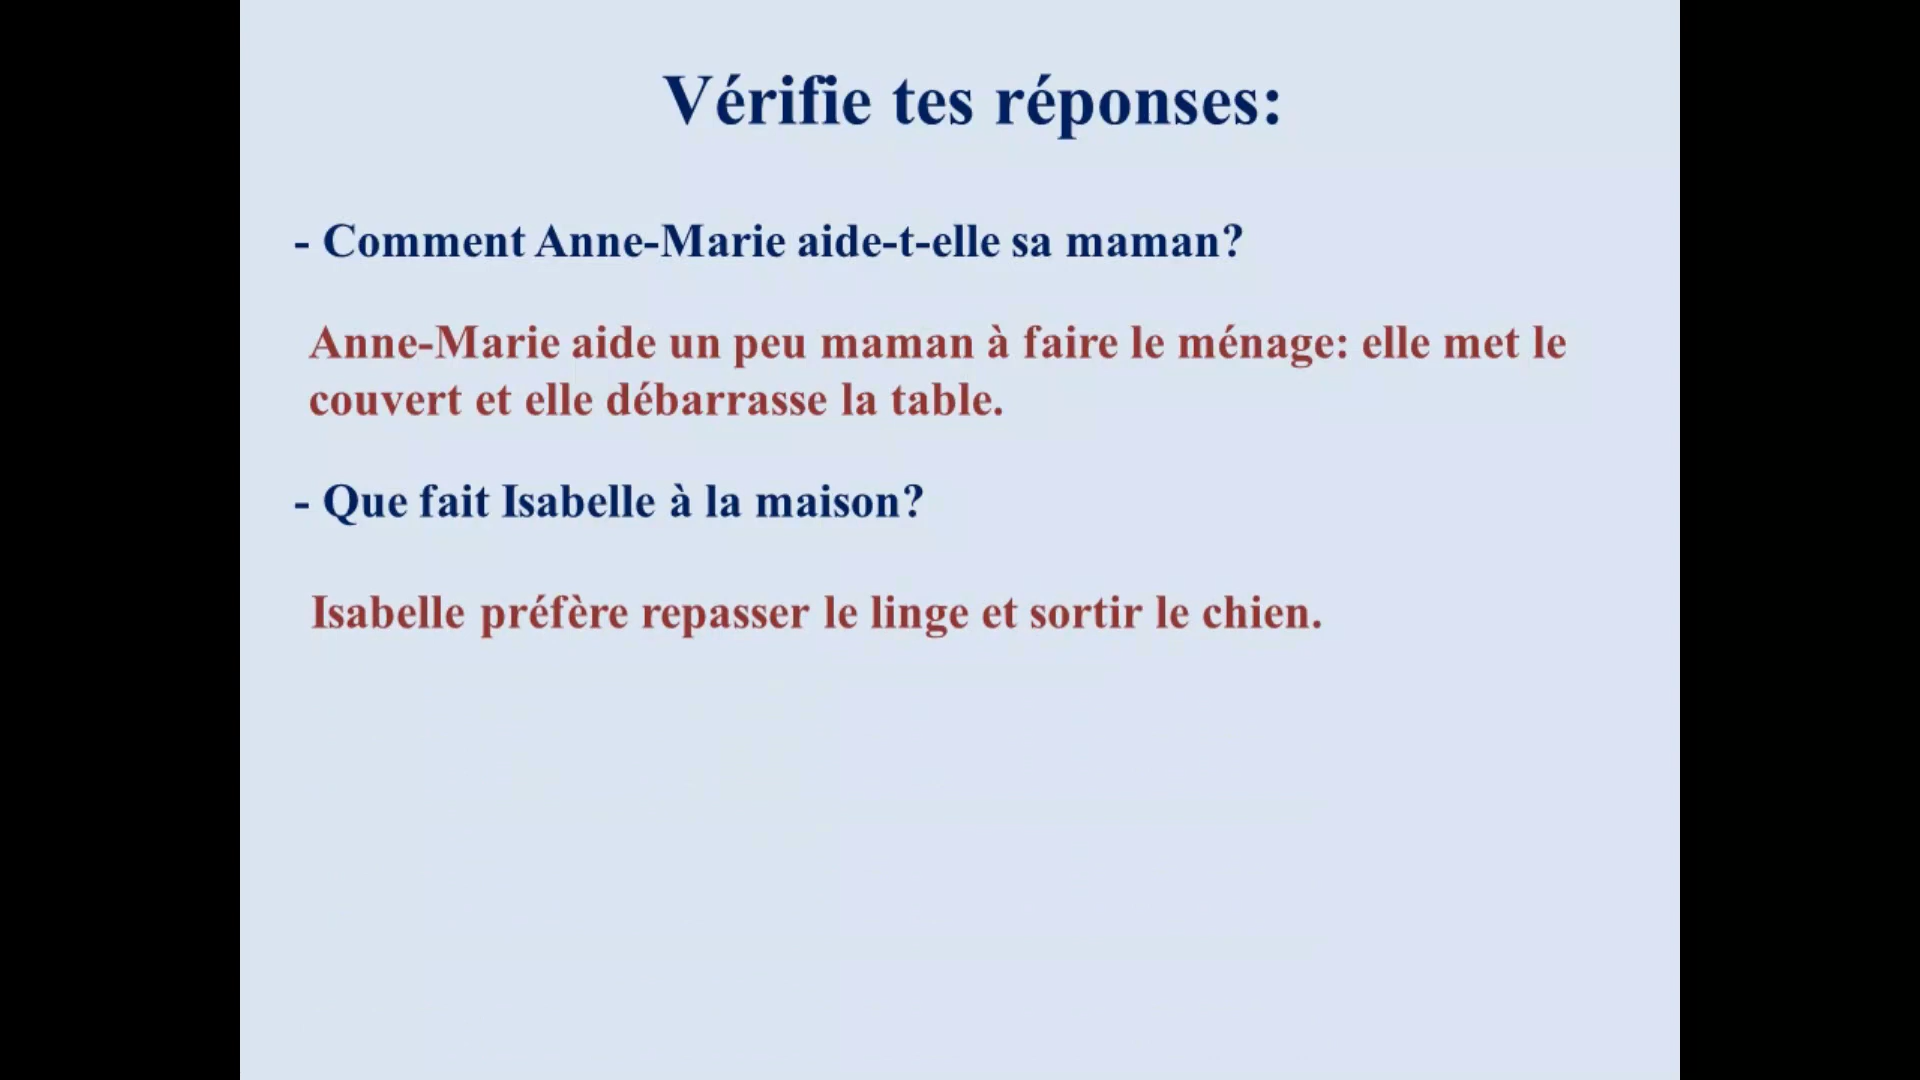 Vérifie tes réponses:
- Comment Anne-Marie aide-t-elle sa maman?
Anne-Marie aide un peu maman à faire le ménage: elle met le
couvert et elle débarrasse la table.
- Que fait Isabelle à la maison?
Isabelle préfère repasser le linge et sortir le chien.